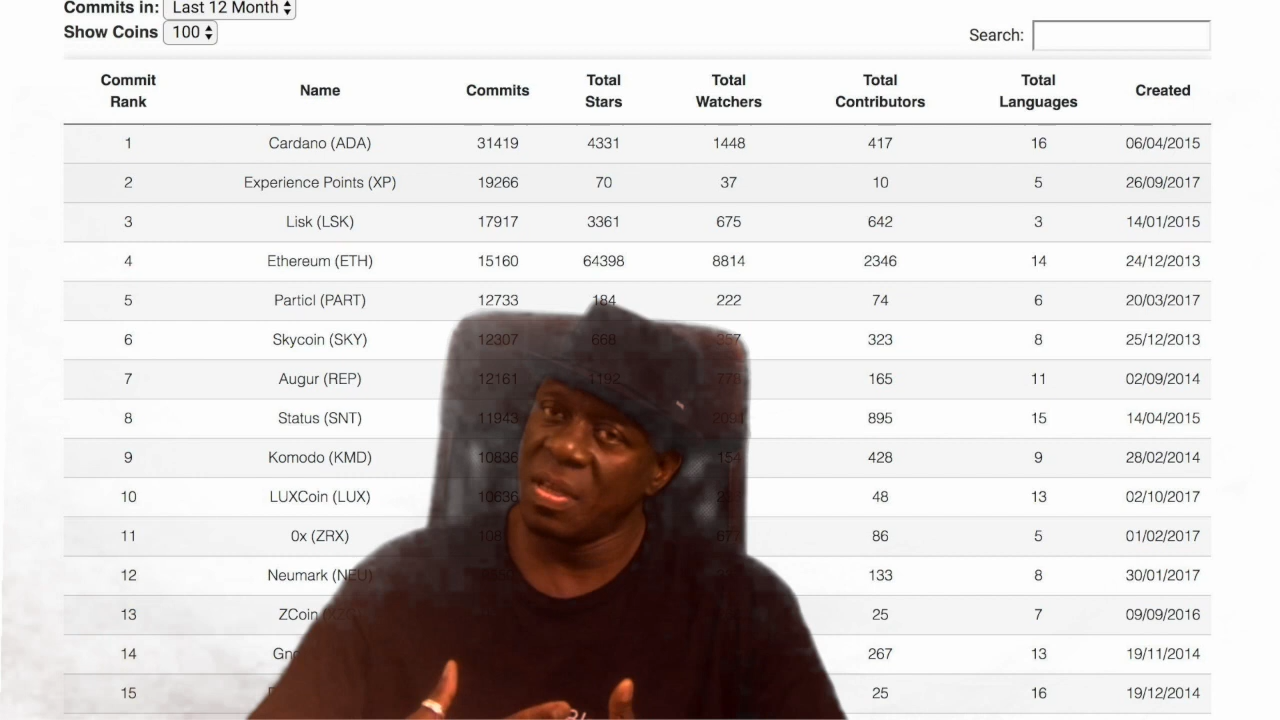 Commits in: Last 12 Month
Show Coins 100
Search:
Commit Rank Name Commits Total Stars Total Watchers Total Contributors Total Languages Created
1 Cardano (ADA) 31419 4331 1448 417 16 06/04/2015
2 Experience Points (XP) 19266 70 37 10 5 26/09/2017
3 Lisk (LSK) 17917 3361 675 642 3 14/01/2015
4 Ethereum (ETH) 15160 64398 8814 2346 14 24/12/2013
5 Particl (PART) 12733 184 222 74 6 20/03/2017
6 Skycoin (SKY) 12307 668 357 323 8 25/12/2013
7 Augur (REP) 12161 1192 778 165 11 02/09/2014
8 Status (SNT) 11943 895 15 14/04/2015
9 Komodo (KMD) 10836 154 428 9 28/02/2014
10 LUXCoin (LUX) 10636 48 13 02/10/2017
11 0x (ZRX) 86 5 01/02/2017
12 Neumark (NEU) 133 8 30/01/2017
13 ZCoin 25 7 09/09/2016
14 267 13 19/11/2014
15 25 16 19/12/2014